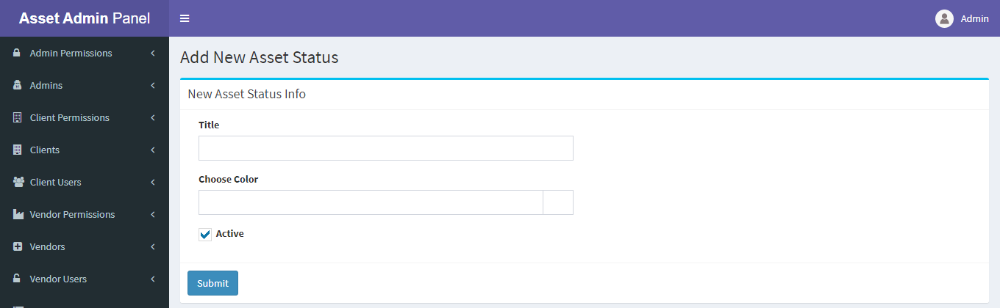 Asset Admin Panel
Admin
Admin Permissions
Admins
Client Permissions
Clients
Client Users
Vendor Permissions
Vendors
Vendor Users
Add New Asset Status
New Asset Status Info
Title
Choose Color
Active
Submit